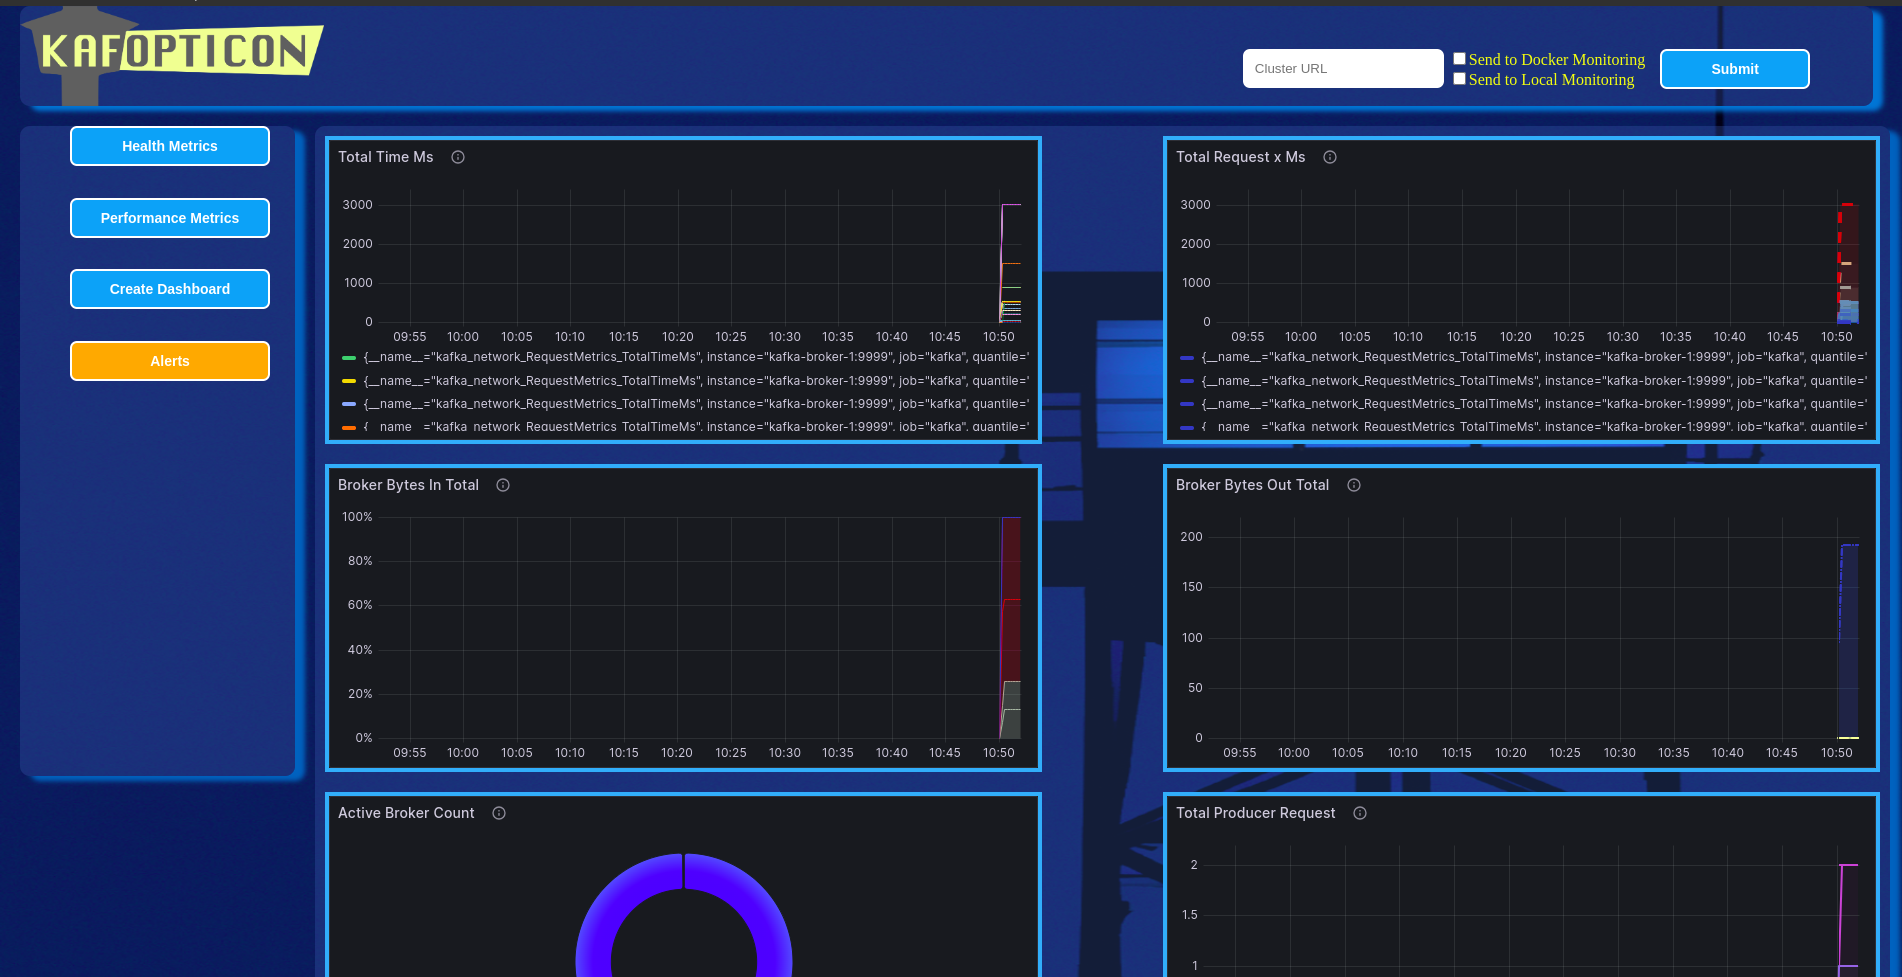 KAFOPTICON
Cluster URL
Send to Docker Monitoring
Send to Local Monitoring
Submit
Health Metrics
Performance Metrics
Create Dashboard
Alerts
Total Time Ms
3000
2000
1000
0
09:55 10:00 10:05 10:10 10:15 10:20 10:25 10:30 10:35 10:40 10:45 10:50
{__name__="kafka_network_RequestMetrics_TotalTimeMs", instance="kafka-broker-1:9999", job="kafka", quantile='
{__name__="kafka_network_RequestMetrics_TotalTimeMs", instance="kafka-broker-1:9999", job="kafka", quantile='
{__name__="kafka_network_RequestMetrics_TotalTimeMs", instance="kafka-broker-1:9999", job="kafka", quantile='
{__name__="kafka_network_RequestMetrics_TotalTimeMs", instance="kafka-broker-1:9999", job="kafka", quantile='
Total Request x Ms
3000
2000
1000
0
09:55 10:00 10:05 10:10 10:15 10:20 10:25 10:30 10:35 10:40 10:45 10:50
{__name__="kafka_network_RequestMetrics_TotalTimeMs", instance="kafka-broker-1:9999", job="kafka", quantile='
{__name__="kafka_network_RequestMetrics_TotalTimeMs", instance="kafka-broker-1:9999", job="kafka", quantile='
{__name__="kafka_network_RequestMetrics_TotalTimeMs", instance="kafka-broker-1:9999", job="kafka", quantile='
{__name__="kafka_network_RequestMetrics_TotalTimeMs", instance="kafka-broker-1:9999", job="kafka", quantile='
Broker Bytes In Total
100%
80%
60%
40%
20%
0%
09:55 10:00 10:05 10:10 10:15 10:20 10:25 10:30 10:35 10:40 10:45 10:50
Broker Bytes Out Total
200
150
100
50
0
09:55 10:00 10:05 10:10 10:15 10:20 10:25 10:30 10:35 10:40 10:45 10:50
Active Broker Count
Total Producer Request
2
1.5
1